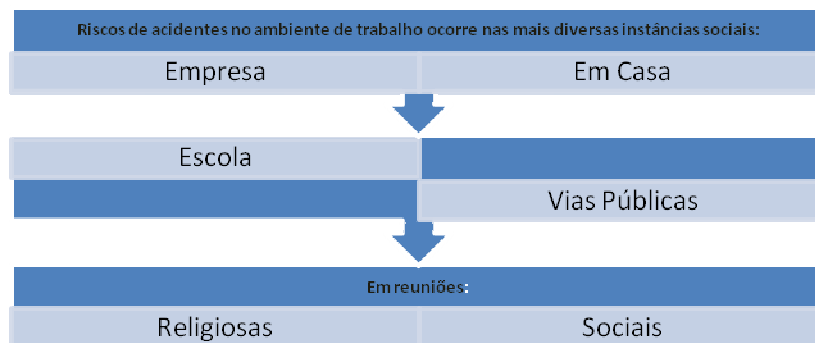 Riscos de acidentes no ambiente de trabalho ocorre nas mais diversas instâncias sociais:
Empresa
Em Casa
Escola
Vias Públicas
Em reuniões:
Religiosas
Sociais